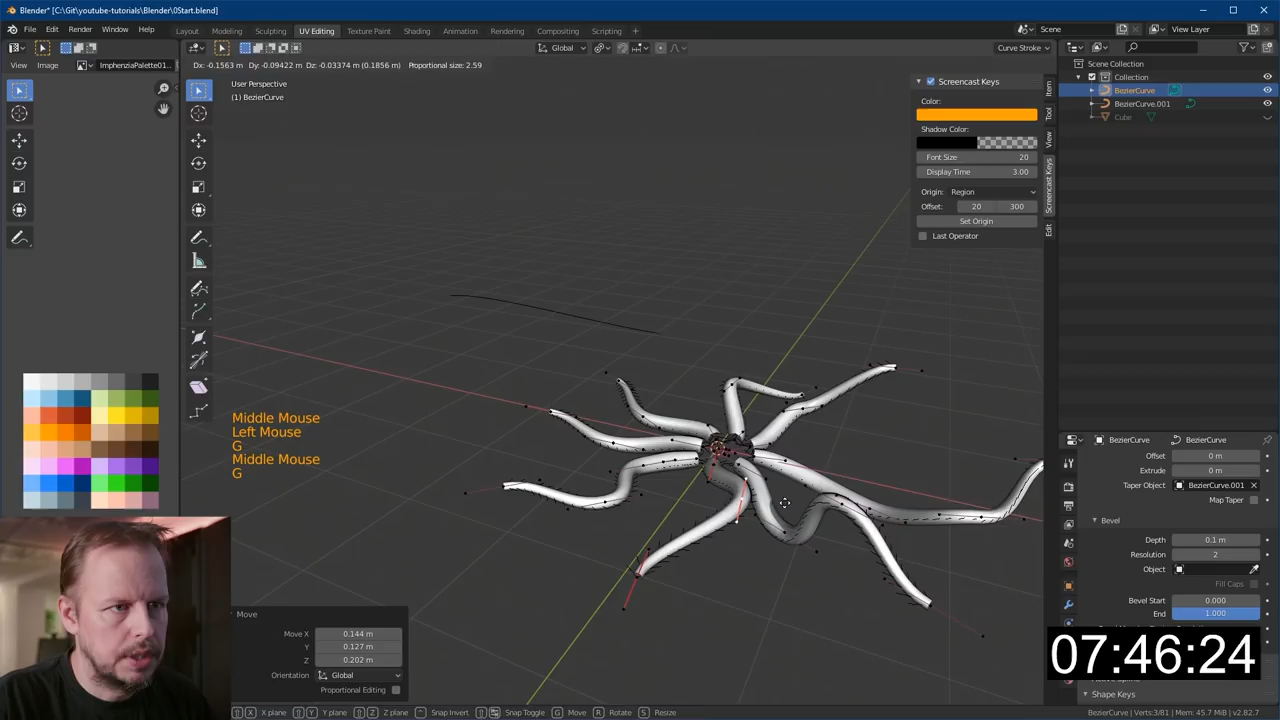 Blender* [C:\Git\youtube-tutorials\Blender\0Start.blend]
File Edit Render Window Help
Layout Modeling Sculpting UV Editing Texture Paint Shading Animation Rendering Compositing Scripting +
Scene
View Layer
Global
Curve Stroke
View Image
ImphenziaPalette01...
Dx: -0.1563 m Dy: -0.09422 m Dz: -0.03374 m (0.1856 m) Proportional size: 2.59
User Perspective
(1) BezierCurve
Screencast Keys
Color:
Shadow Color:
Font Size 20
Display Time 3.00
Origin: Region
Offset: 20 300
Set Origin
Last Operator
Item
Tool
View
Screencast Keys
Edit
Scene Collection
Collection
BezierCurve
BezierCurve.001
Cube
Middle Mouse
Left Mouse
G
Middle Mouse
G
BezierCurve
BezierCurve
Offset 0 m
Extrude 0 m
Taper Object BezierCurve.001
Map Taper
Bevel
Depth 0.1 m
Resolution 2
Object
Fill Caps
Bevel Start 0.000
End 1.000
07:46:24
Shape Keys
Move
Move X 0.144 m
Y 0.127 m
Z 0.202 m
Orientation Global
Proportional Editing
X plane Y plane Z plane Snap Invert Snap Toggle G Move R Rotate S Resize
BezierCurve | Verts:3/81 | Mem: 45.7 MiB | v2.82.7